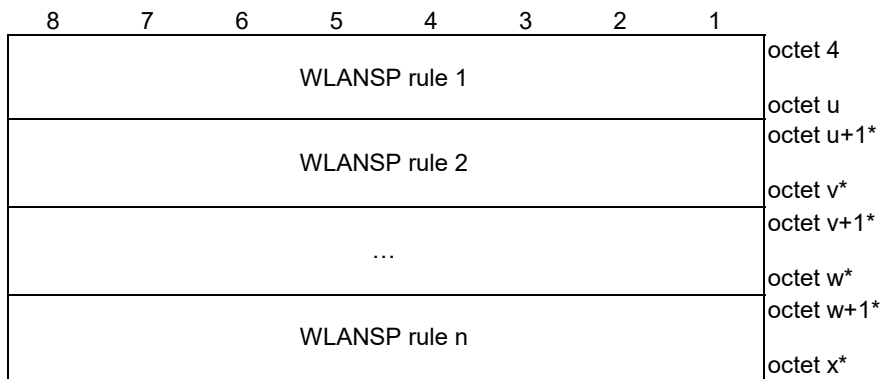 8 7 6 5 4 3 2 1
octet 4
WLANSP rule 1
octet u
octet u+1*
WLANSP rule 2
octet v*
octet v+1*
…
octet w*
octet w+1*
WLANSP rule n
octet x*